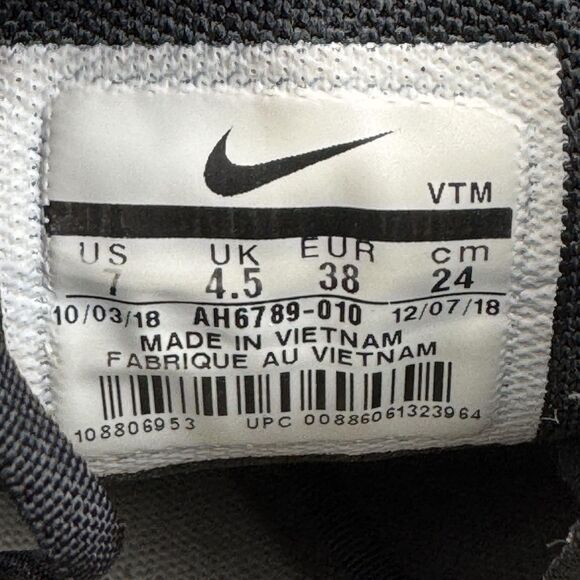 VTM
US UK EUR cm
7 4.5 38 24
10/03/18 AH6789-010 12/07/18
MADE IN VIETNAM
FABRIQUE AU VIETNAM
108806953 UPC 00886061323964